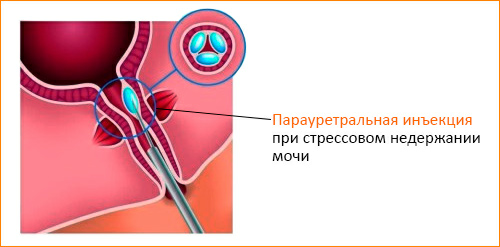 Парауретральная инъекция
при стрессовом недержании
мочи